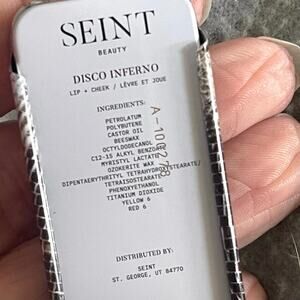 SEINT
BEAUTY
DISCO INFERNO
LIP + CHEEK / LÈVRE ET JOUE
INGREDIENTS:
PETROLATUM
POLYBUTENE
CASTOR OIL
BEESWAX
OCTYLDODECANOL
C12-15 ALKYL BENZOATE
MYRISTYL LACTATE
OZOKERITE WAX
DIPENTAERYTHRITYL TETRAHYDROXYSTEARATE/
TETRAISOSTEARATE
PHENOXYETHANOL
TITANIUM DIOXIDE
YELLOW 6
RED 6
DISTRIBUTED BY:
SEINT
ST. GEORGE, UT 84770